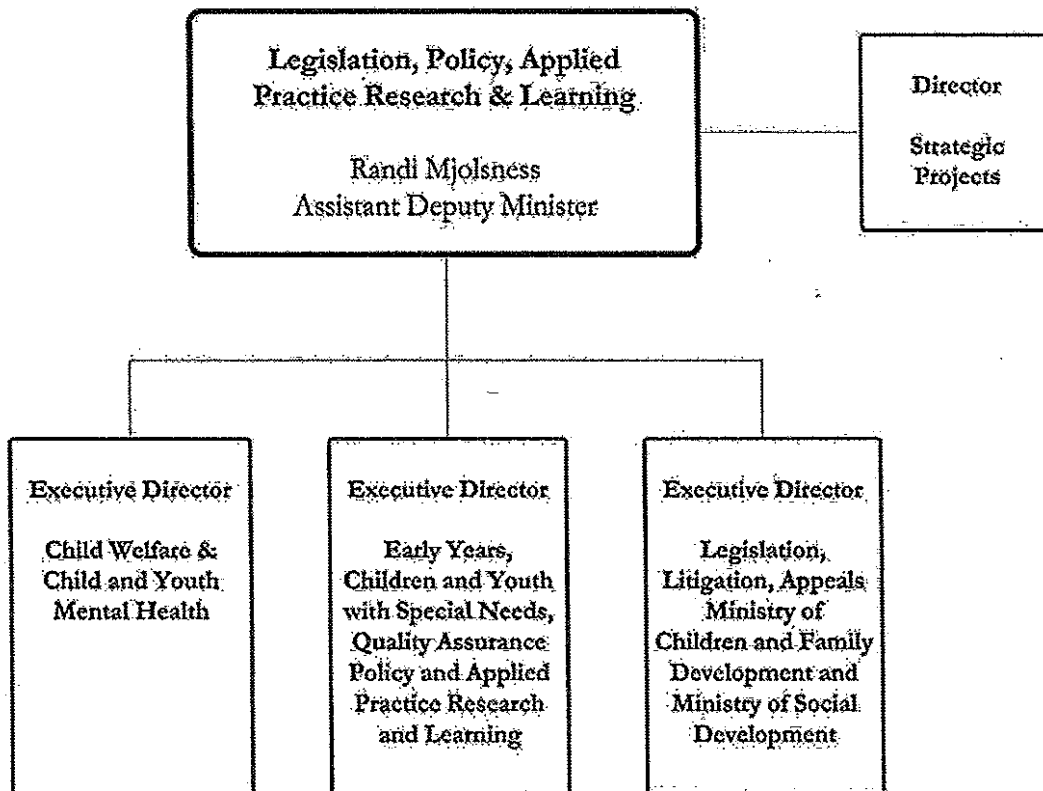 Legislation, Policy, Applied
Practice Research & Learning
Randi Mjolsness
Assistant Deputy Minister
Director
Strategic
Projects
Executive Director
Child Welfare &
Child and Youth
Mental Health
Executive Director
Early Years,
Children and Youth
with Special Needs,
Quality Assurance
Policy and Applied
Practice Research
and Learning
Executive Director
Legislation,
Litigation, Appeals
Ministry of
Children and Family
Development and
Ministry of Social
Development